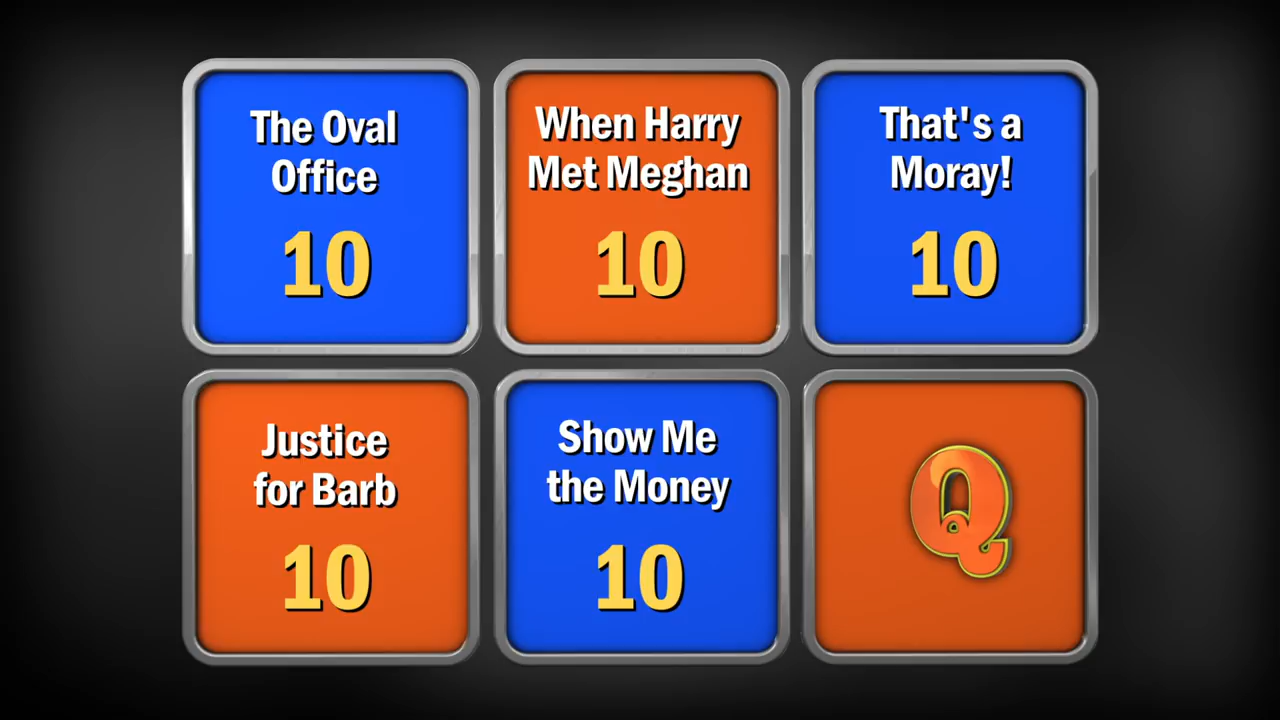 The Oval
Office
10
When Harry
Met Meghan
10
That's a
Moray!
10
Justice
for Barb
10
Show Me
the Money
10
Q